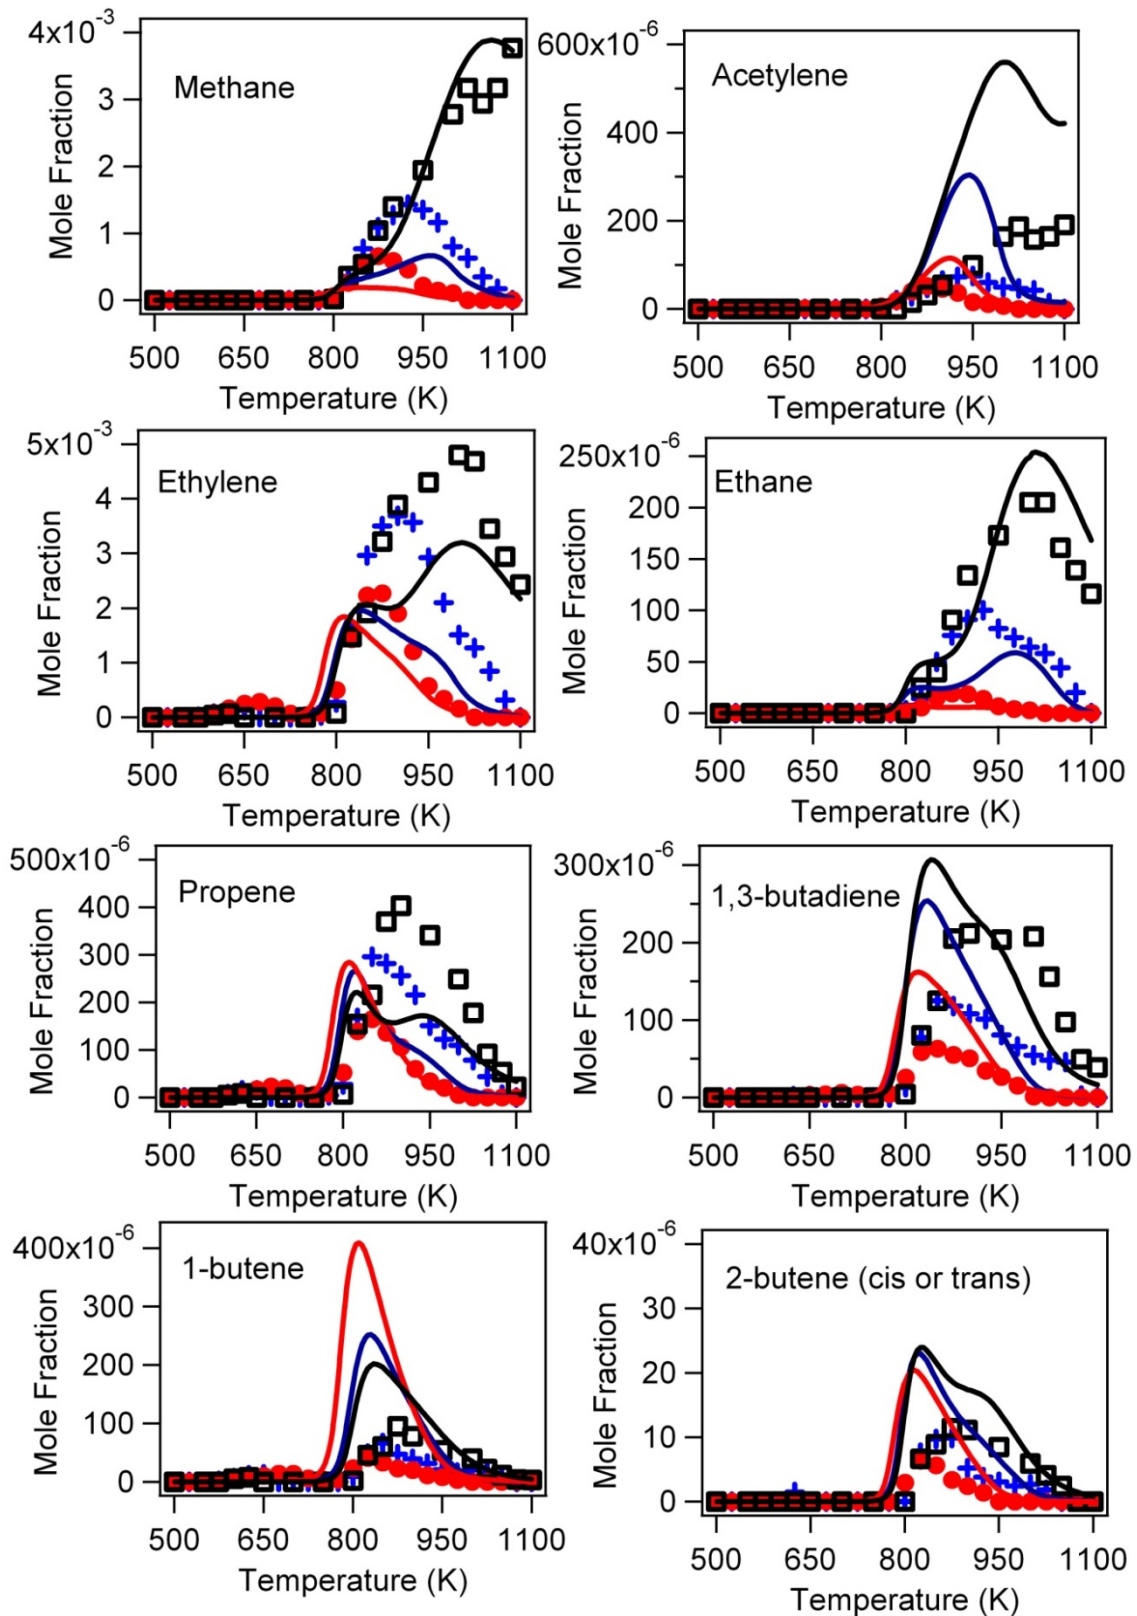 4x10⁻³
Methane
3
2
1
0
Mole Fraction
500 650 800 950 1100
Temperature (K)
600x10⁻⁶
Acetylene
400
200
0
Mole Fraction
500 650 800 950 1100
Temperature (K)
5x10⁻³
Ethylene
4
3
2
1
0
Mole Fraction
500 650 800 950 1100
Temperature (K)
250x10⁻⁶
Ethane
200
150
100
50
0
Mole Fraction
500 650 800 950 1100
Temperature (K)
500x10⁻⁶
Propene
400
300
200
100
0
Mole Fraction
500 650 800 950 1100
Temperature (K)
300x10⁻⁶
1,3-butadiene
200
100
0
Mole Fraction
500 650 800 950 1100
Temperature (K)
400x10⁻⁶
1-butene
300
200
100
0
Mole Fraction
500 650 800 950 1100
Temperature (K)
40x10⁻⁶
2-butene (cis or trans)
30
20
10
0
Mole Fraction
500 650 800 950 1100
Temperature (K)